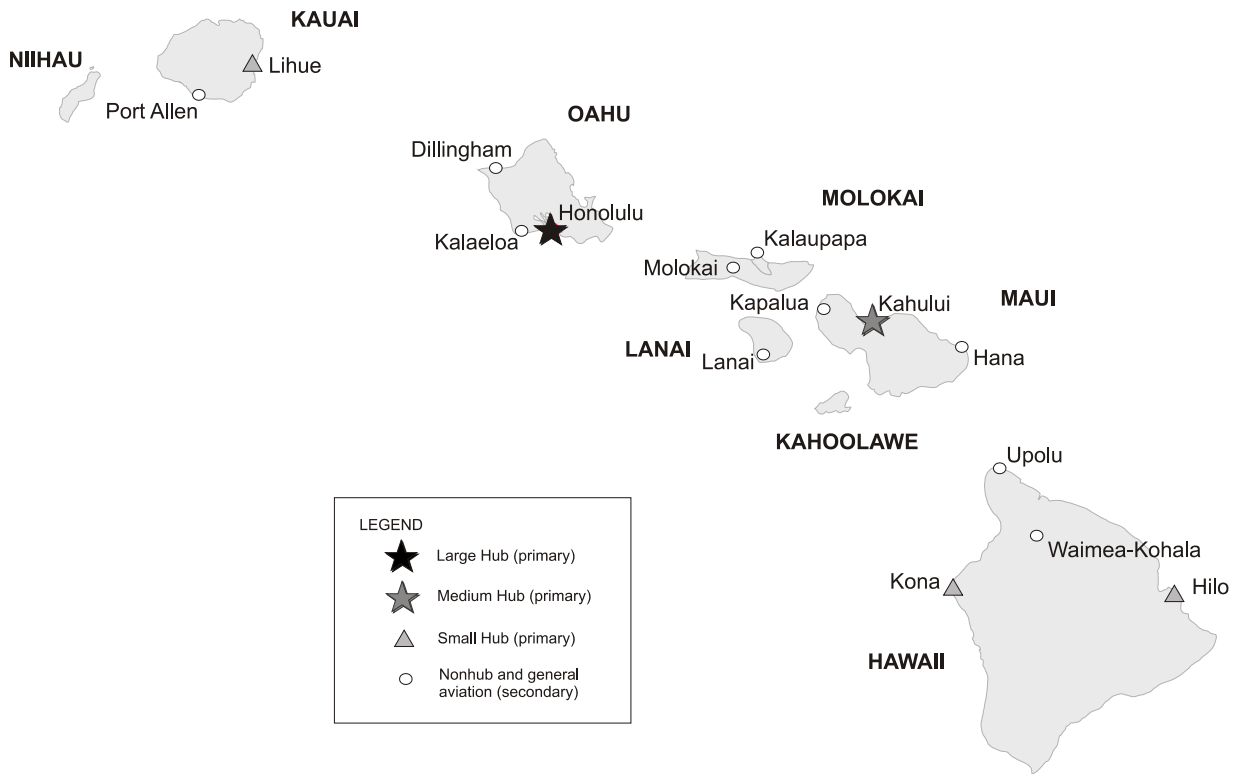 KAUAI
NIIHAU
Lihue
Port Allen
OAHU
Dillingham
Honolulu
Kalaeloa
MOLOKAI
Kalaupapa
Molokai
Kapalua
Kahului
MAUI
LANAI
Lanai
Hana
KAHOOLAWE
Upolu
Waimea-Kohala
Kona
Hilo
HAWAII
LEGEND
Large Hub (primary)
Medium Hub (primary)
Small Hub (primary)
Nonhub and general
aviation (secondary)